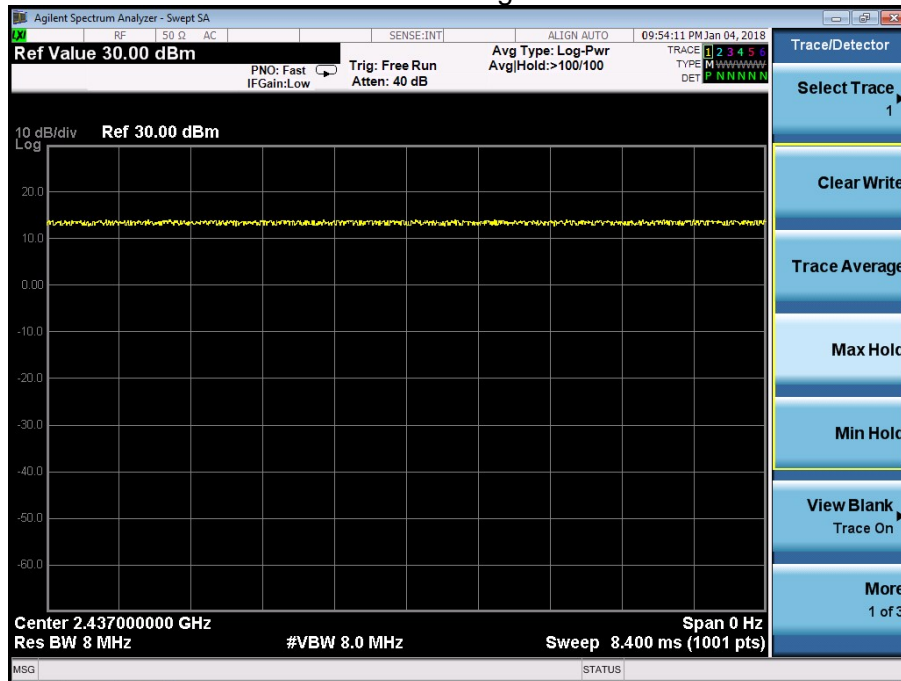 Agilent Spectrum Analyzer - Swept SA
LXI RF 50 Ω AC SENSE:INT ALIGN AUTO 09:54:11 PM Jan 04, 2018
Ref Value 30.00 dBm
PNO: Fast
IFGain:Low
Trig: Free Run
Atten: 40 dB
Avg Type: Log-Pwr
Avg|Hold:>100/100
TRACE 1 2 3 4 5 6
TYPE M WWWWW
DET P N N N N N
10 dB/div Ref 30.00 dBm
Log
20.0
10.0
0.00
-10.0
-20.0
-30.0
-40.0
-50.0
-60.0
Center 2.437000000 GHz Span 0 Hz
Res BW 8 MHz #VBW 8.0 MHz Sweep 8.400 ms (1001 pts)
MSG STATUS
Trace/Detector
Select Trace
1
Clear Write
Trace Average
Max Hold
Min Hold
View Blank
Trace On
More
1 of 3